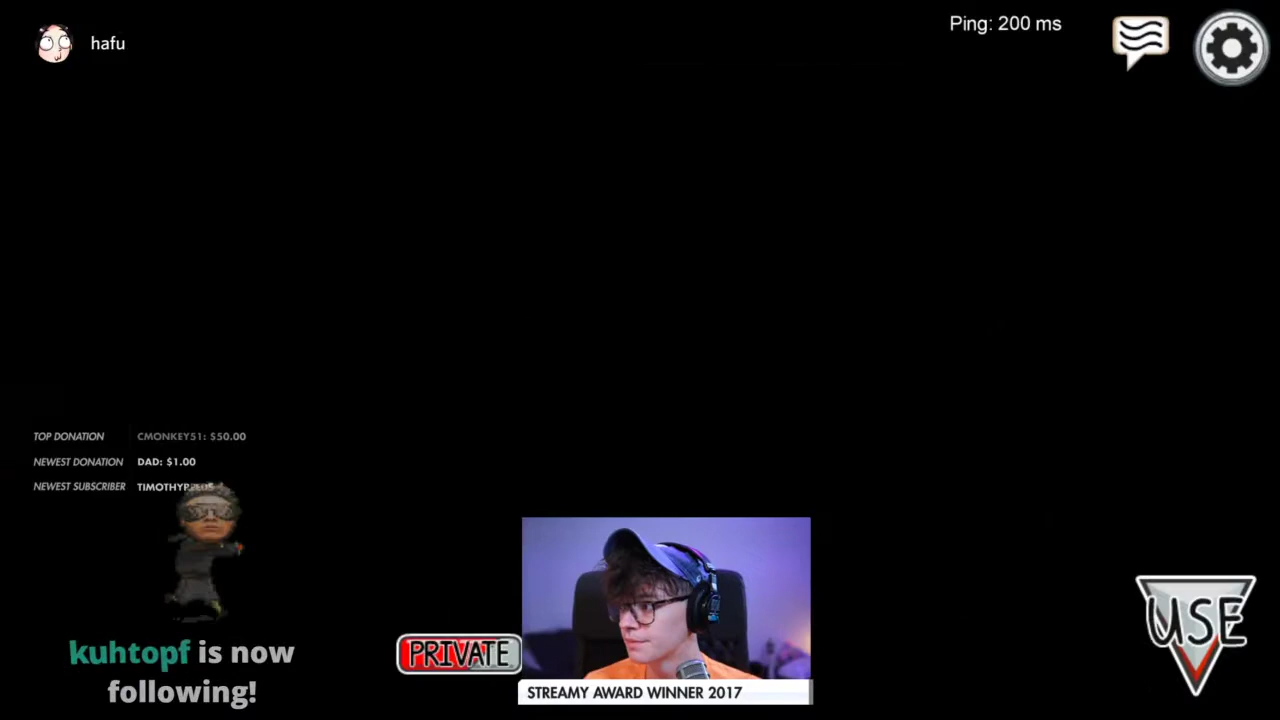 hafu
Ping: 200 ms
TOP DONATION CMONKEY51: $50.00
NEWEST DONATION DAD: $1.00
NEWEST SUBSCRIBER
kuhtopf is now
following!
PRIVATE
STREAMY AWARD WINNER 2017
USE